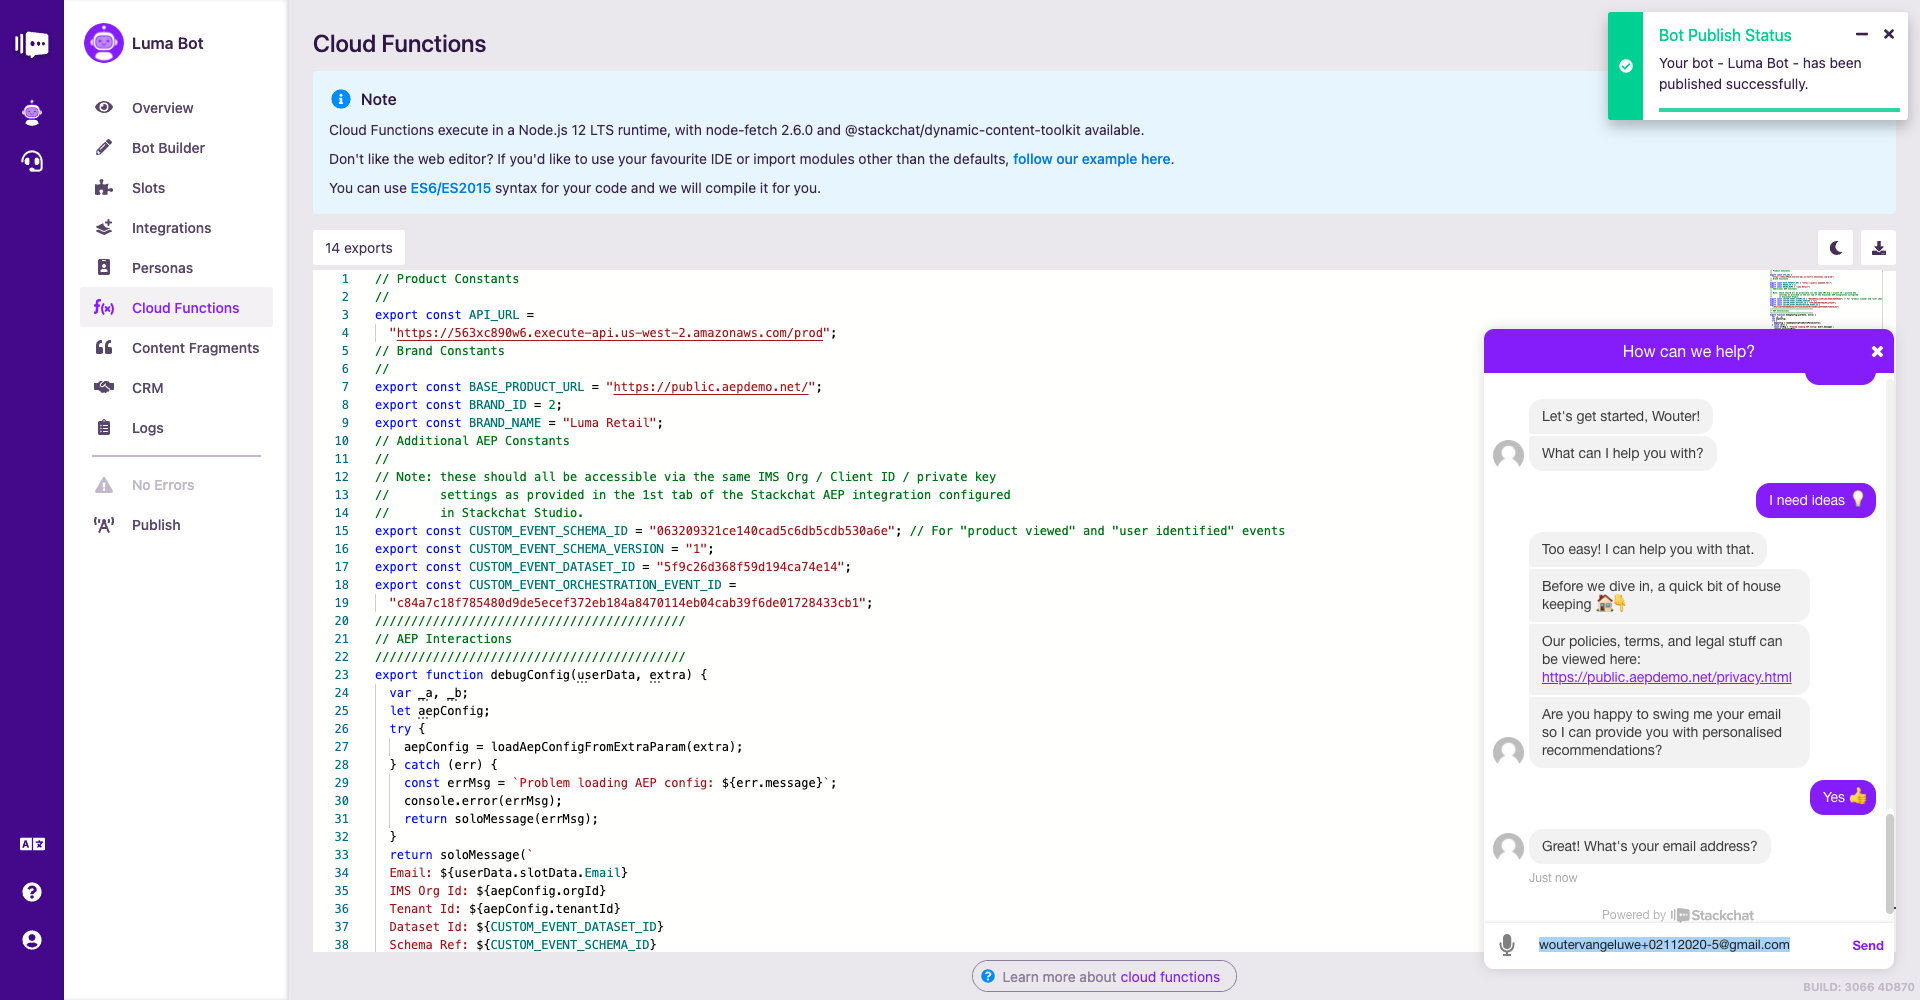 Luma Bot
Overview
Bot Builder
Slots
Integrations
Personas
f(x) Cloud Functions
Content Fragments
CRM
Logs
No Errors
Publish
Cloud Functions
Note
Cloud Functions execute in a Node.js 12 LTS runtime, with node-fetch 2.6.0 and @stackchat/dynamic-content-toolkit available.
Don't like the web editor? If you'd like to use your favourite IDE or import modules other than the defaults, follow our example here.
You can use ES6/ES2015 syntax for your code and we will compile it for you.
Bot Publish Status
Your bot - Luma Bot - has been
published successfully.
14 exports
1 // Product Constants
2 //
3 export const API_URL =
4 "https://563xc890w6.execute-api.us-west-2.amazonaws.com/prod";
5 // Brand Constants
6 //
7 export const BASE_PRODUCT_URL = "https://public.aepdemo.net/";
8 export const BRAND_ID = 2;
9 export const BRAND_NAME = "Luma Retail";
10 // Additional AEP Constants
11 //
12 // Note: these should all be accessible via the same IMS Org / Client ID / private key
13 // settings as provided in the 1st tab of the Stackchat AEP integration configured
14 // in Stackchat Studio.
15 export const CUSTOM_EVENT_SCHEMA_ID = "063209321ce140cad5c6db5cdb530a6e"; // For "product viewed" and "user identified" events
16 export const CUSTOM_EVENT_SCHEMA_VERSION = "1";
17 export const CUSTOM_EVENT_DATASET_ID = "5f9c26d368f59d194ca74e14";
18 export const CUSTOM_EVENT_ORCHESTRATION_EVENT_ID =
19 "c84a7c18f785480d9de5ecef372eb184a8470114eb04cab39f6de01728433cb1";
20 ///////////////////////////////////////////
21 // AEP Interactions
22 ///////////////////////////////////////////
23 export function debugConfig(userData, extra) {
24 var _a, _b;
25 let aepConfig;
26 try {
27 aepConfig = loadAepConfigFromExtraParam(extra);
28 } catch (err) {
29 const errMsg = `Problem loading AEP config: ${err.message}`;
30 console.error(errMsg);
31 return soloMessage(errMsg);
32 }
33 return soloMessage(`
34 Email: ${userData.slotData.Email}
35 IMS Org Id: ${aepConfig.orgId}
36 Tenant Id: ${aepConfig.tenantId}
37 Dataset Id: ${CUSTOM_EVENT_DATASET_ID}
38 Schema Ref: ${CUSTOM_EVENT_SCHEMA_ID}
How can we help?
Let's get started, Wouter!
What can I help you with?
I need ideas 💡
Too easy! I can help you with that.
Before we dive in, a quick bit of house
keeping 🏠👇
Our policies, terms, and legal stuff can
be viewed here:
https://public.aepdemo.net/privacy.html
Are you happy to swing me your email
so I can provide you with personalised
recommendations?
Yes 👍
Great! What's your email address?
Just now
Powered by Stackchat
woutervangeluwe+02112020-5@gmail.com
Send
Learn more about cloud functions
BUILD: 3066 4D870